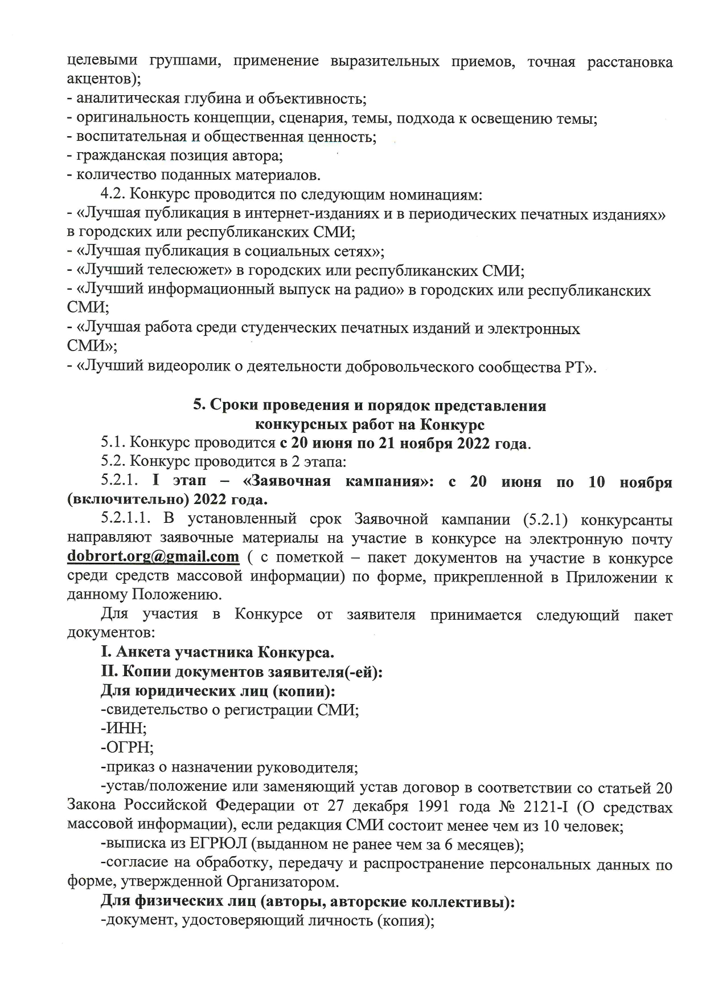 целевыми группами, применение выразительных приемов, точная расстановка
акцентов);
- аналитическая глубина и объективность;
- оригинальность концепции, сценария, темы, подхода к освещению темы;
- воспитательная и общественная ценность;
- гражданская позиция автора;
- количество поданных материалов.
4.2. Конкурс проводится по следующим номинациям:
- «Лучшая публикация в интернет-изданиях и в периодических печатных изданиях»
в городских или республиканских СМИ;
- «Лучшая публикация в социальных сетях»;
- «Лучший телесюжет» в городских или республиканских СМИ;
- «Лучший информационный выпуск на радио» в городских или республиканских
СМИ;
- «Лучшая работа среди студенческих печатных изданий и электронных
СМИ»;
- «Лучший видеоролик о деятельности добровольческого сообщества РТ».
5. Сроки проведения и порядок представления
конкурсных работ на Конкурс
5.1. Конкурс проводится с 20 июня по 21 ноября 2022 года.
5.2. Конкурс проводится в 2 этапа:
5.2.1. I этап – «Заявочная кампания»: с 20 июня по 10 ноября
(включительно) 2022 года.
5.2.1.1. В установленный срок Заявочной кампании (5.2.1) конкурсанты
направляют заявочные материалы на участие в конкурсе на электронную почту
dobrort.org@gmail.com ( с пометкой – пакет документов на участие в конкурсе
среди средств массовой информации) по форме, прикрепленной в Приложении к
данному Положению.
Для участия в Конкурсе от заявителя принимается следующий пакет
документов:
I. Анкета участника Конкурса.
II. Копии документов заявителя(-ей):
Для юридических лиц (копии):
-свидетельство о регистрации СМИ;
-ИНН;
-ОГРН;
-приказ о назначении руководителя;
-устав/положение или заменяющий устав договор в соответствии со статьей 20
Закона Российской Федерации от 27 декабря 1991 года № 2121-I (О средствах
массовой информации), если редакция СМИ состоит менее чем из 10 человек;
-выписка из ЕГРЮЛ (выданном не ранее чем за 6 месяцев);
-согласие на обработку, передачу и распространение персональных данных по
форме, утвержденной Организатором.
Для физических лиц (авторы, авторские коллективы):
-документ, удостоверяющий личность (копия);